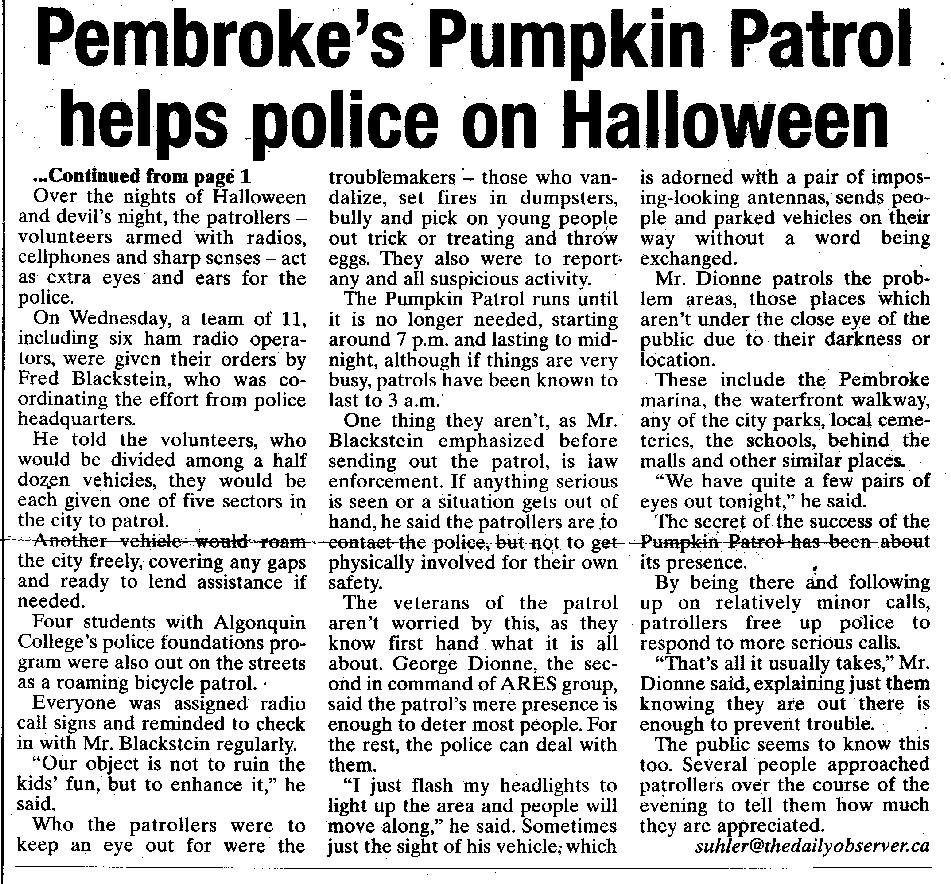 Pembroke's Pumpkin Patrol
helps police on Halloween
...Continued from page 1
Over the nights of Halloween
and devil's night, the patrollers –
volunteers armed with radios,
cellphones and sharp senses – act
as extra eyes and ears for the
police.
On Wednesday, a team of 11,
including six ham radio opera-
tors, were given their orders by
Fred Blackstein, who was co-
ordinating the effort from police
headquarters.
He told the volunteers, who
would be divided among a half
dozen vehicles, they would be
each given one of five sectors in
the city to patrol.
Another vehicle would roam
the city freely, covering any gaps
and ready to lend assistance if
needed.
Four students with Algonquin
College's police foundations pro-
gram were also out on the streets
as a roaming bicycle patrol.
Everyone was assigned radio
call signs and reminded to check
in with Mr. Blackstein regularly.
"Our object is not to ruin the
kids' fun, but to enhance it," he
said.
Who the patrollers were to
keep an eye out for were the
troublemakers – those who van-
dalize, set fires in dumpsters,
bully and pick on young people
out trick or treating and throw
eggs. They also were to report
any and all suspicious activity.
The Pumpkin Patrol runs until
it is no longer needed, starting
around 7 p.m. and lasting to mid-
night, although if things are very
busy, patrols have been known to
last to 3 a.m.
One thing they aren't, as Mr.
Blackstein emphasized before
sending out the patrol, is law
enforcement. If anything serious
is seen or a situation gets out of
hand, he said the patrollers are to
contact the police, but not to get
physically involved for their own
safety.
The veterans of the patrol
aren't worried by this, as they
know first hand what it is all
about. George Dionne, the sec-
ond in command of ARES group,
said the patrol's mere presence is
enough to deter most people. For
the rest, the police can deal with
them.
"I just flash my headlights to
light up the area and people will
move along," he said. Sometimes
just the sight of his vehicle, which
is adorned with a pair of impos-
ing-looking antennas, sends peo-
ple and parked vehicles on their
way without a word being
exchanged.
Mr. Dionne patrols the prob-
lem areas, those places which
aren't under the close eye of the
public due to their darkness or
location.
These include the Pembroke
marina, the waterfront walkway,
any of the city parks, local ceme-
teries, the schools, behind the
malls and other similar places.
"We have quite a few pairs of
eyes out tonight," he said.
The secret of the success of the
Pumpkin Patrol has been about
its presence.
By being there and following
up on relatively minor calls,
patrollers free up police to
respond to more serious calls.
"That's all it usually takes," Mr.
Dionne said, explaining just them
knowing they are out there is
enough to prevent trouble.
The public seems to know this
too. Several people approached
patrollers over the course of the
evening to tell them how much
they are appreciated.
suhler@thedailyobserver.ca